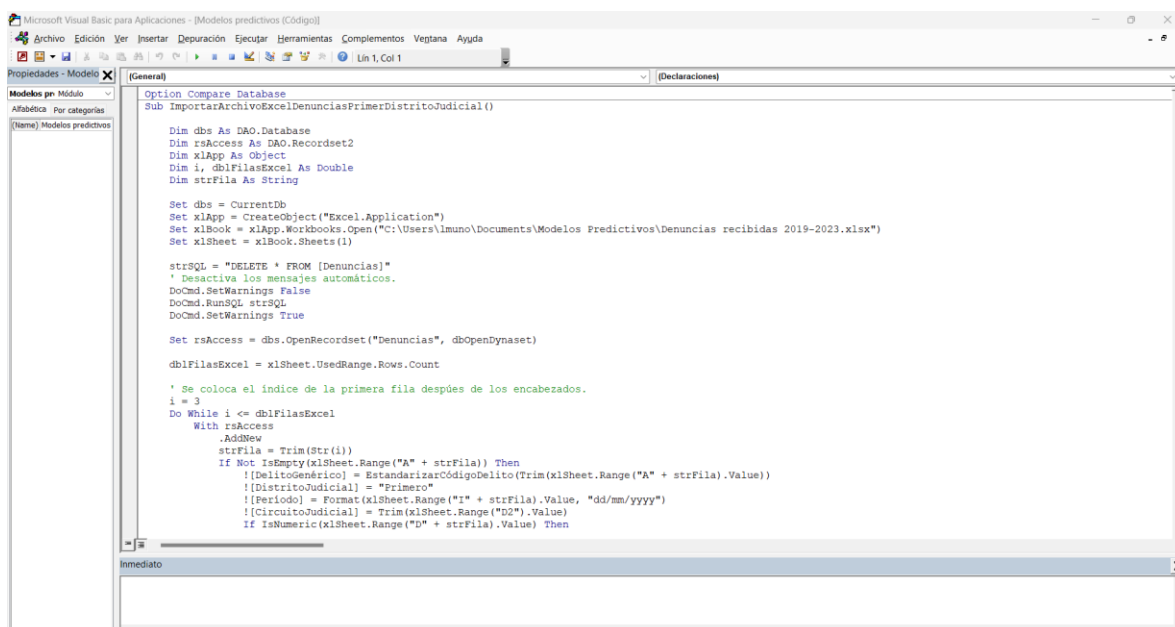 Microsoft Visual Basic para Aplicaciones - [Modelos predictivos (Código)]
Archivo Edición Ver Insertar Depuración Ejecutar Herramientas Complementos Ventana Ayuda
Lín 1, Col 1
Propiedades - Modelo
(General) (Declaraciones)
Modelos pr Módulo
Alfabética Por categorías
(Name) Modelos predictivos
Option Compare Database
Sub ImportarArchivoExcelDenunciasPrimerDistritoJudicial()
Dim dbs As DAO.Database
Dim rsAccess As DAO.Recordset2
Dim xlApp As Object
Dim i, dblFilasExcel As Double
Dim strFila As String
Set dbs = CurrentDb
Set xlApp = CreateObject("Excel.Application")
Set xlBook = xlApp.Workbooks.Open("C:\Users\lmuno\Documents\Modelos Predictivos\Denuncias recibidas 2019-2023.xlsx")
Set xlSheet = xlBook.Sheets(1)
strSQL = "DELETE * FROM [Denuncias]"
' Desactiva los mensajes automáticos.
DoCmd.SetWarnings False
DoCmd.RunSQL strSQL
DoCmd.SetWarnings True
Set rsAccess = dbs.OpenRecordset("Denuncias", dbOpenDynaset)
dblFilasExcel = xlSheet.UsedRange.Rows.Count
' Se coloca el índice de la primera fila despúes de los encabezados.
i = 3
Do While i <= dblFilasExcel
With rsAccess
.AddNew
strFila = Trim(Str(i))
If Not IsEmpty(xlSheet.Range("A" + strFila)) Then
![DelitoGenérico] = EstandarizarCódigoDelito(Trim(xlSheet.Range("A" + strFila).Value))
![DistritoJudicial] = "Primero"
![Período] = Format(xlSheet.Range("I" + strFila).Value, "dd/mm/yyyy")
![CircuitoJudicial] = Trim(xlSheet.Range("D2").Value)
If IsNumeric(xlSheet.Range("D" + strFila).Value) Then
Inmediato